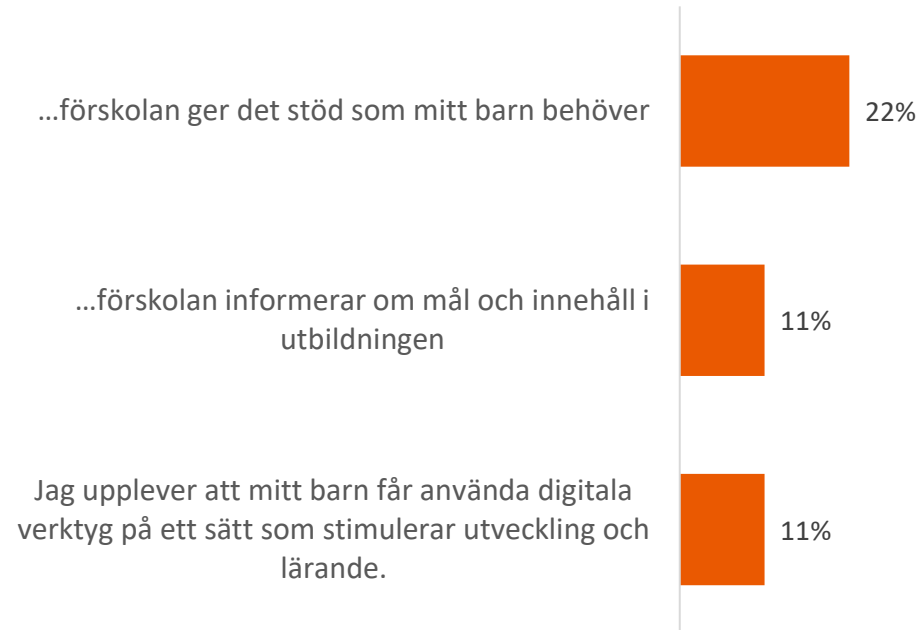 ...förskolan ger det stöd som mitt barn behöver
22%
...förskolan informerar om mål och innehåll i
utbildningen
11%
Jag upplever att mitt barn får använda digitala
verktyg på ett sätt som stimulerar utveckling och
lärande.
11%